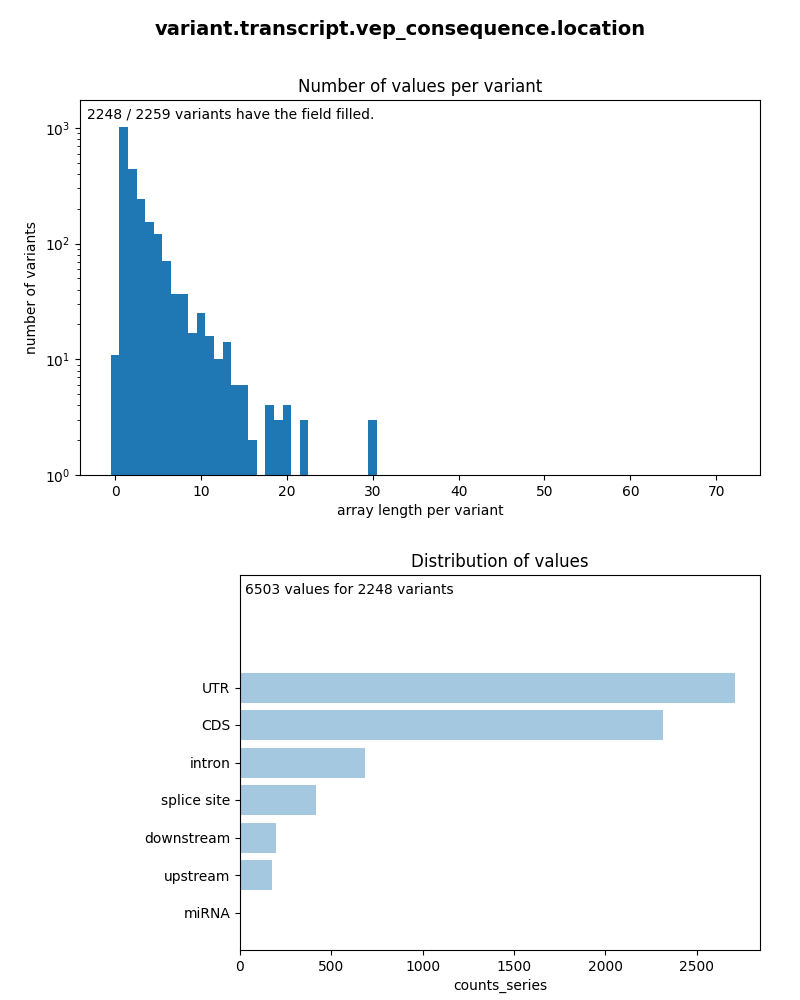 variant.transcript.vep_consequence.location
Number of values per variant
2248 / 2259 variants have the field filled.
10³
10²
10¹
10⁰
number of variants
0 10 20 30 40 50 60 70
array length per variant
Distribution of values
6503 values for 2248 variants
UTR
CDS
intron
splice site
downstream
upstream
miRNA
0 500 1000 1500 2000 2500
counts_series